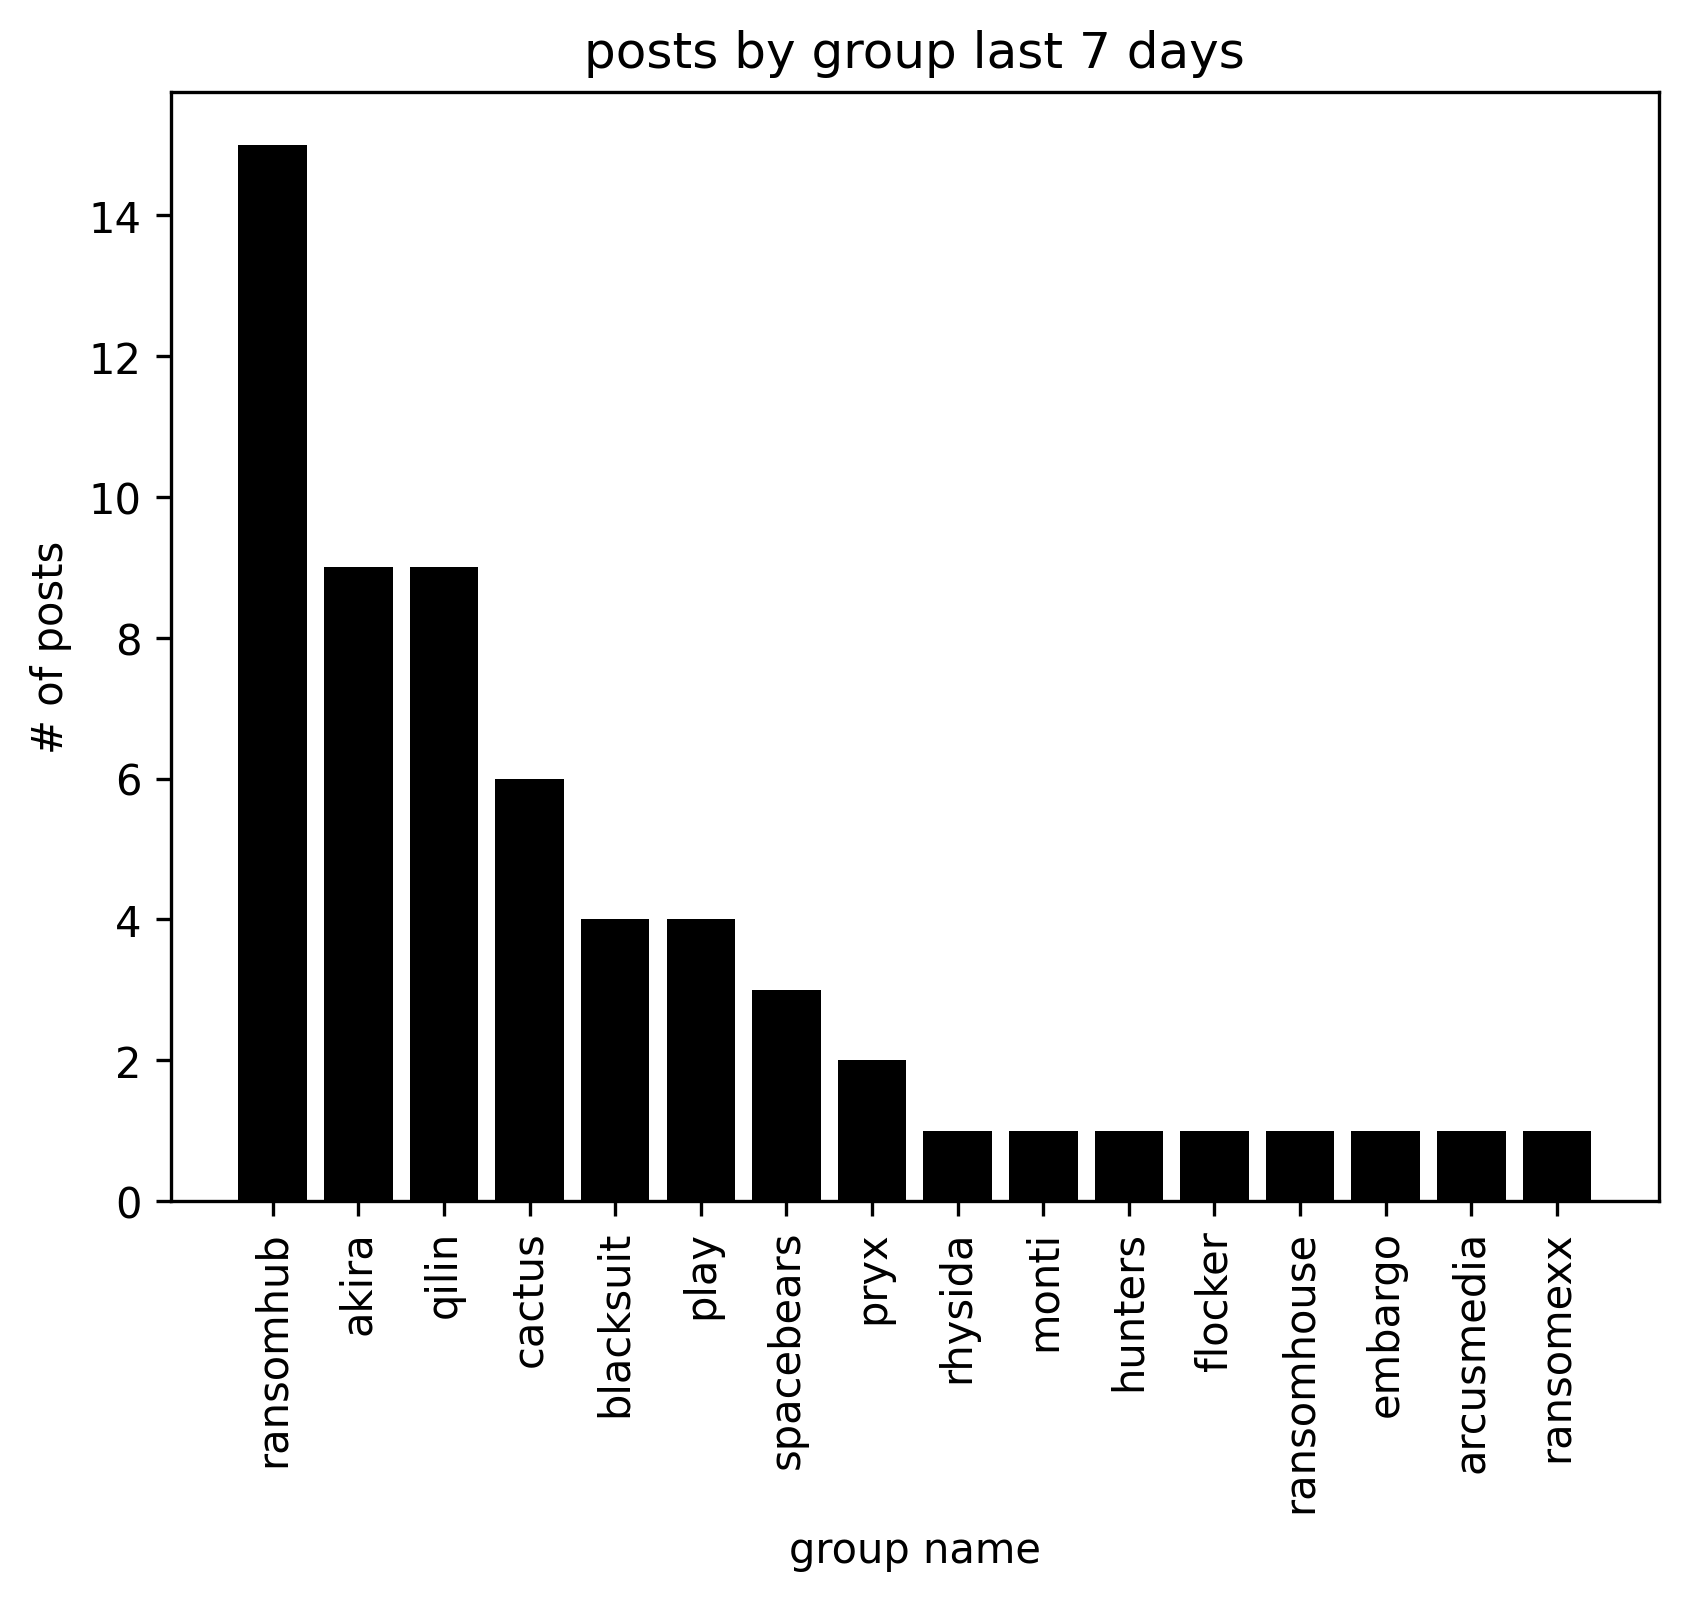 posts by group last 7 days
# of posts
14
12
10
8
6
4
2
0
ransomhub
akira
qilin
cactus
blacksuit
play
spacebears
pryx
rhysida
monti
hunters
flocker
ransomhouse
embargo
arcusmedia
ransomexx
group name